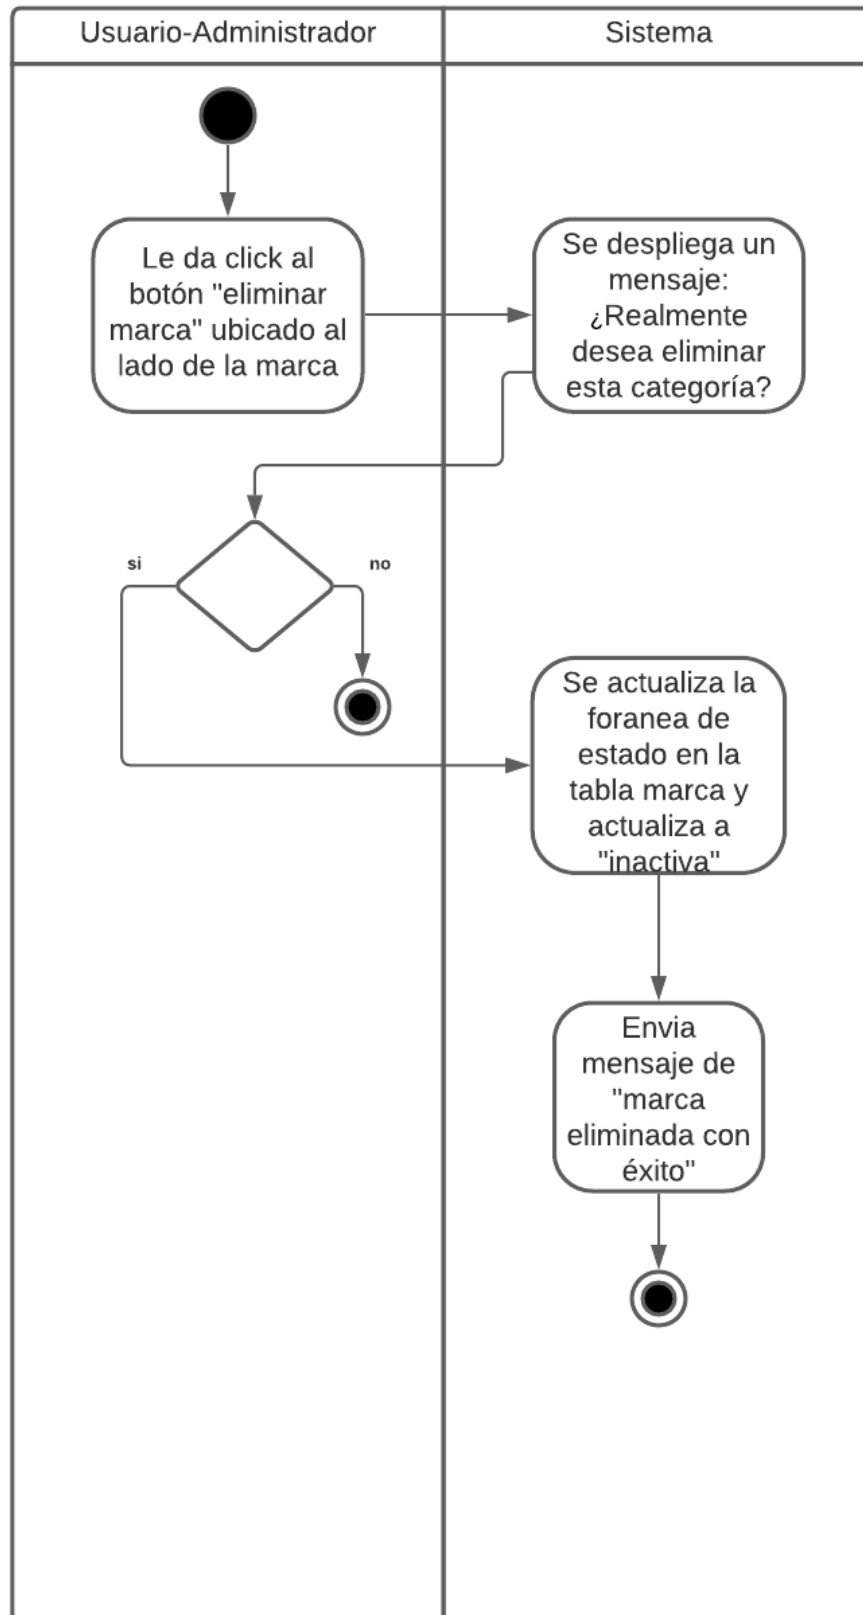 Usuario-Administrador
Sistema
Le da click al
botón "eliminar
marca" ubicado al
lado de la marca
Se despliega un
mensaje:
¿Realmente
desea eliminar
esta categoría?
si
no
Se actualiza la
foranea de
estado en la
tabla marca y
actualiza a
"inactiva"
Envia
mensaje de
"marca
eliminada con
éxito"